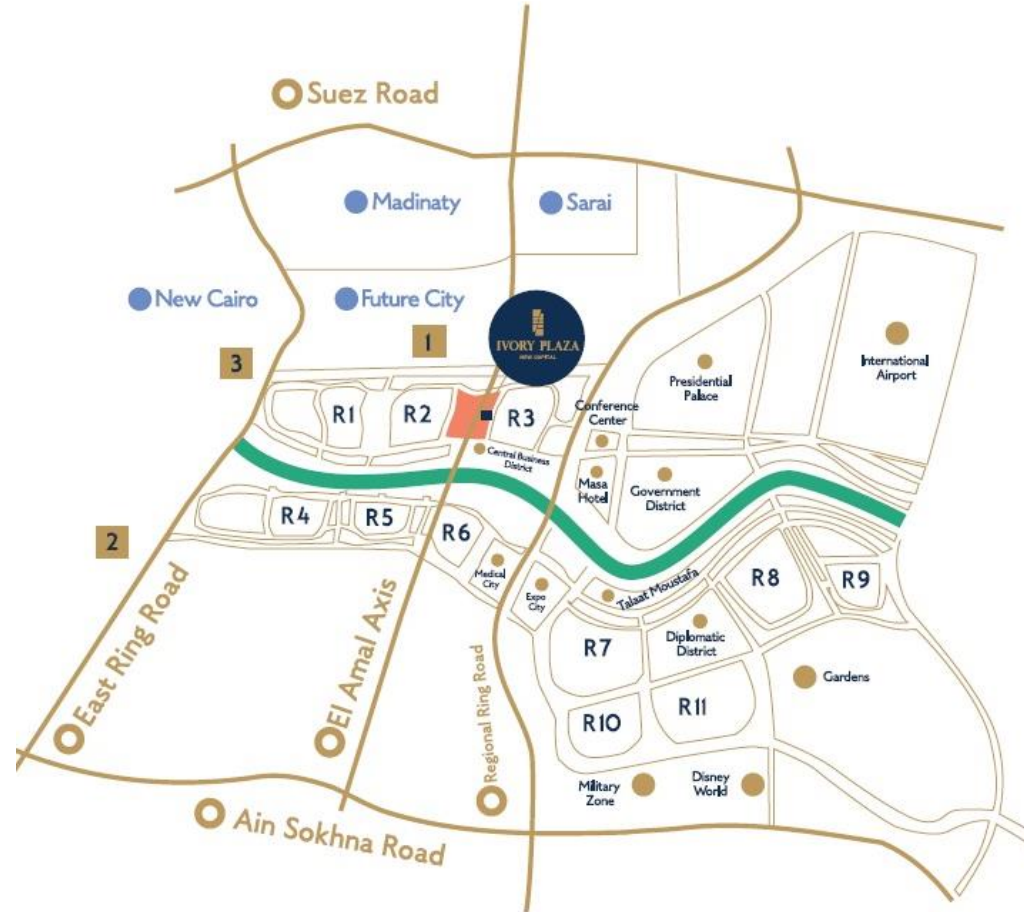 Suez Road
Madinaty
Sarai
New Cairo
Future City
1
IVORY PLAZA
NEW CAPITAL
3
International
Airport
Presidential
Palace
Conference
Center
R1
R2
R3
Central Business
District
Masa
Hotel
Government
District
R4
R5
R6
2
Medical
City
Expo
City
Talaat Moustafa
R8
R9
East Ring Road
El Amal Axis
Regional Ring Road
R7
Diplomatic
District
Gardens
R10
R11
Military
Zone
Disney
World
Ain Sokhna Road